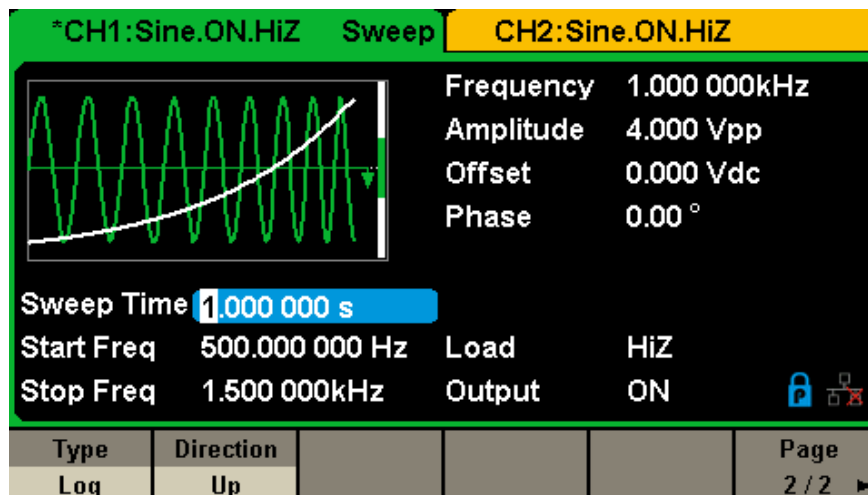 *CH1:Sine.ON.HiZ Sweep CH2:Sine.ON.HiZ
Frequency 1.000 000kHz
Amplitude 4.000 Vpp
Offset 0.000 Vdc
Phase 0.00 °
Sweep Time 1.000 000 s
Start Freq 500.000 000 Hz Load HiZ
Stop Freq 1.500 000kHz Output ON P
Type Direction Page
Log Up 2 / 2